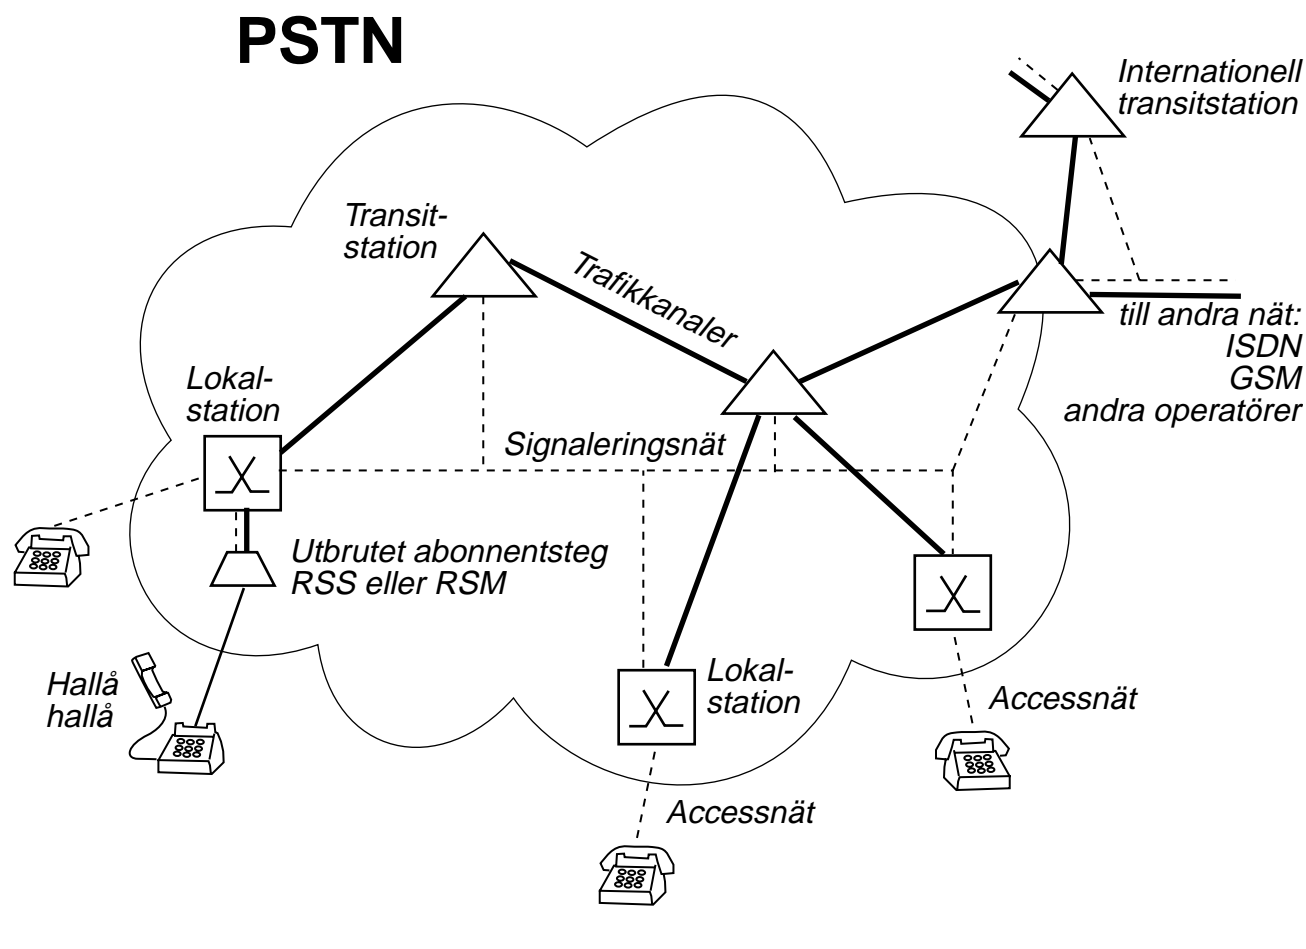 PSTN
Internationell
transitstation
Transit-
station
Trafikkanaler
till andra nät:
ISDN
GSM
andra operatörer
Lokal-
station
Signaleringsnät
Utbrutet abonnentsteg
RSS eller RSM
Hallå
hallå
Lokal-
station
Accessnät
Accessnät